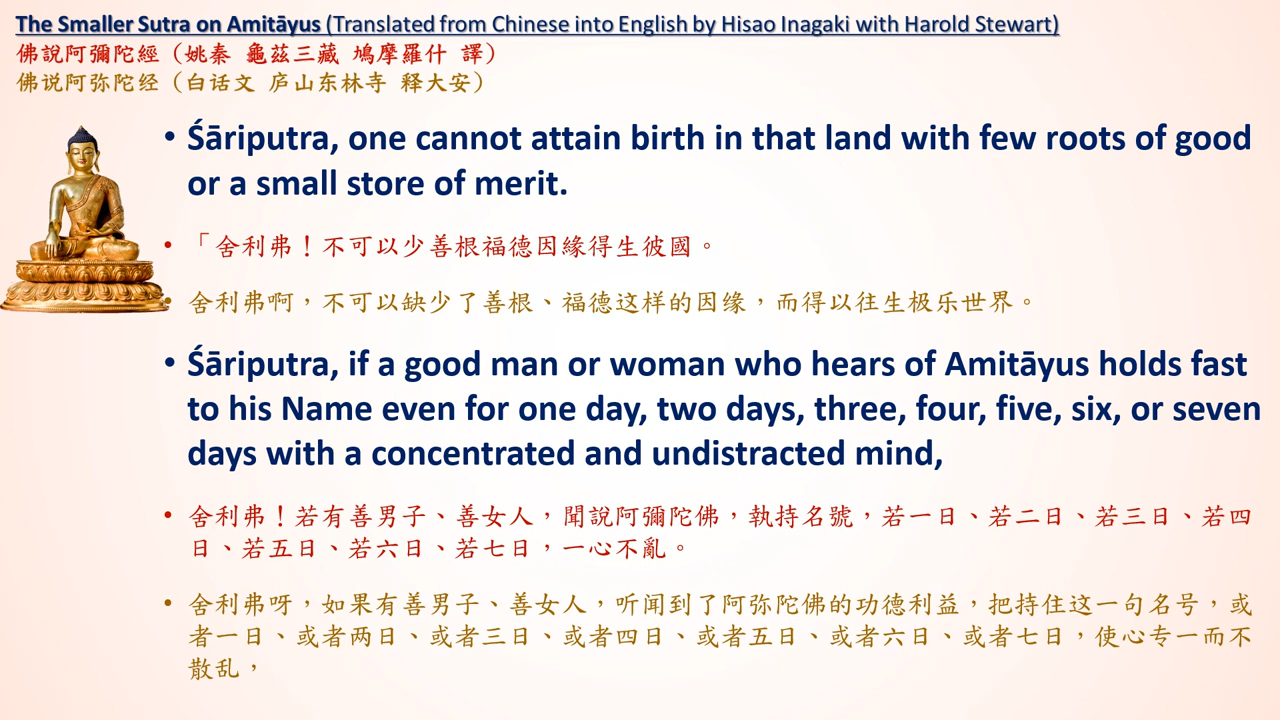 The Smaller Sutra on Amitāyus (Translated from Chinese into English by Hisao Inagaki with Harold Stewart)
佛說阿彌陀經（姚秦 龜茲三藏 鳩摩羅什 譯）
佛说阿弥陀经（白话文 庐山东林寺 释大安）
• Śāriputra, one cannot attain birth in that land with few roots of good
or a small store of merit.
• 「舍利弗！不可以少善根福德因緣得生彼國。
• 舍利弗啊，不可以缺少了善根、福德这样的因缘，而得以往生极乐世界。
• Śāriputra, if a good man or woman who hears of Amitāyus holds fast
to his Name even for one day, two days, three, four, five, six, or seven
days with a concentrated and undistracted mind,
• 舍利弗！若有善男子、善女人，聞說阿彌陀佛，執持名號，若一日、若二日、若三日、若四
日、若五日、若六日、若七日，一心不亂。
• 舍利弗呀，如果有善男子、善女人，听闻到了阿弥陀佛的功德利益，把持住这一句名号，或
者一日、或者两日、或者三日、或者四日、或者五日、或者六日、或者七日，使心专一而不
散乱，